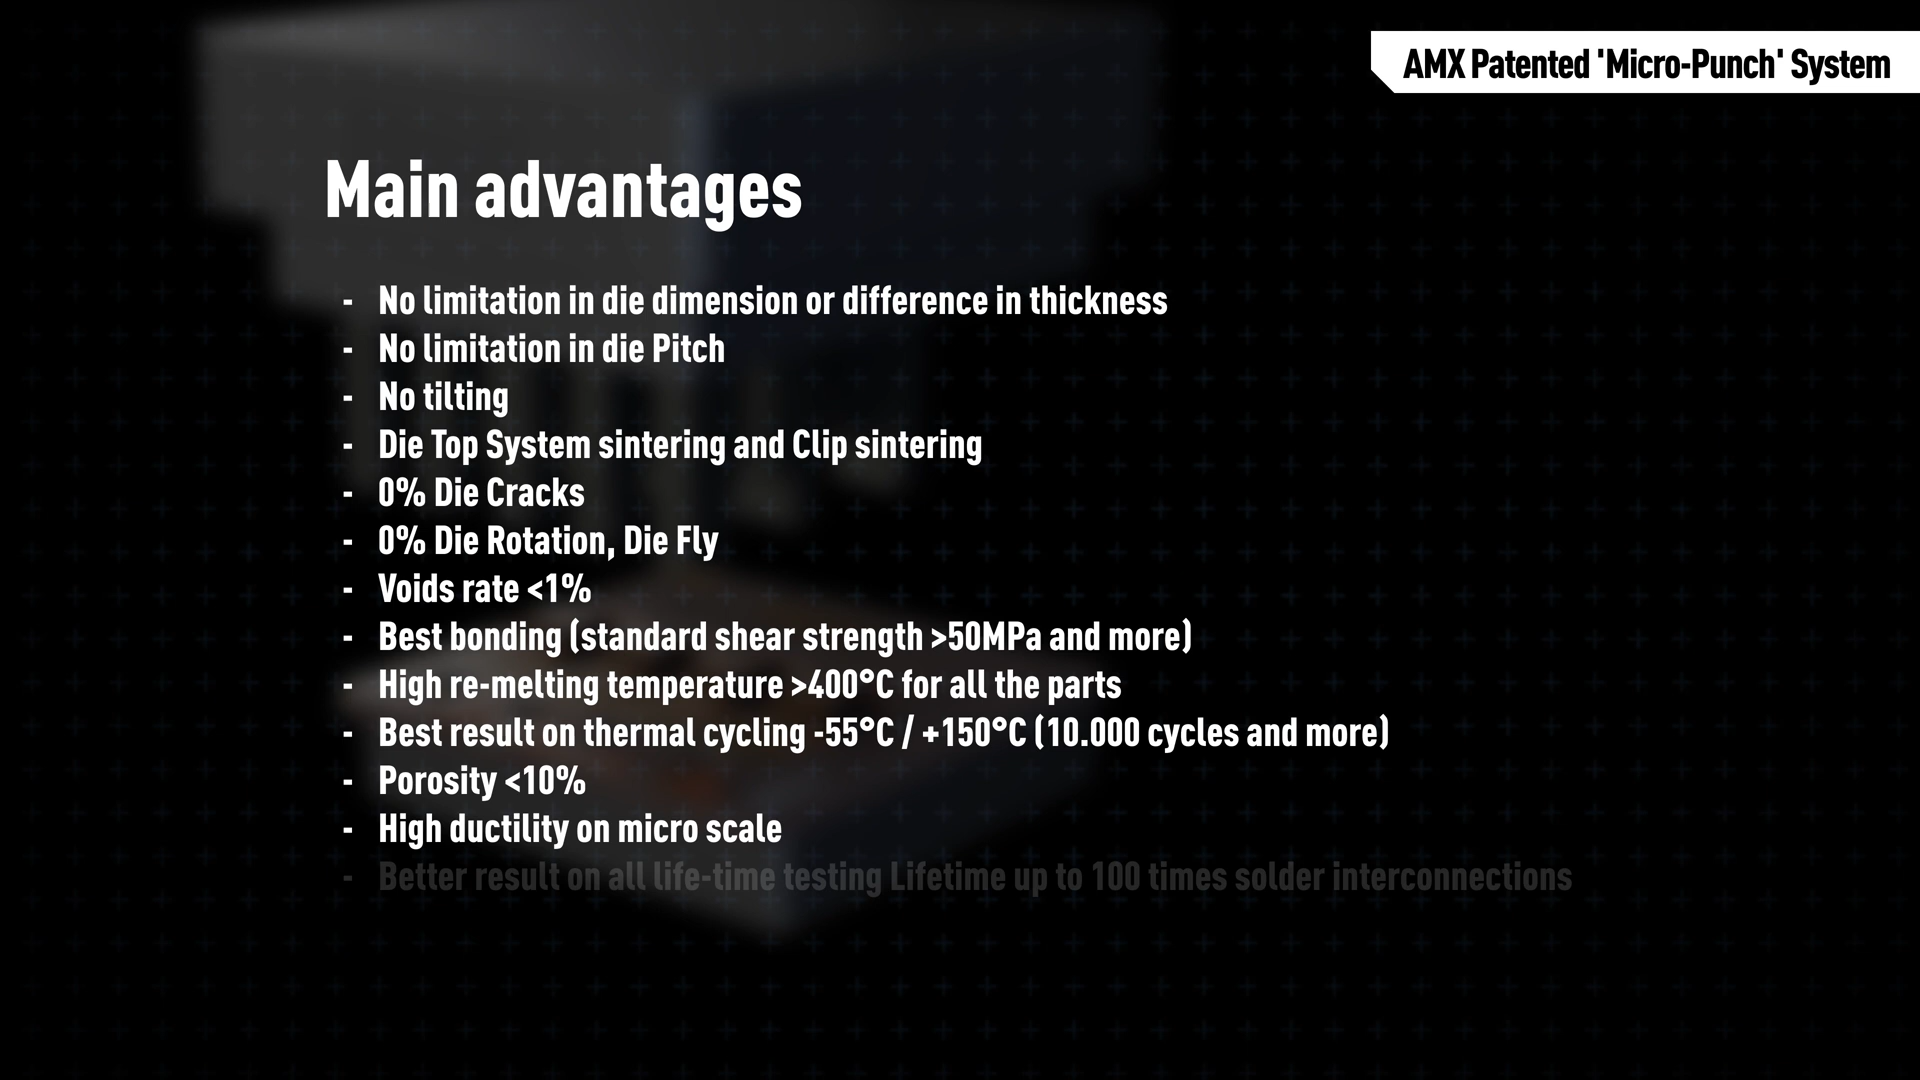 AMX Patented 'Micro-Punch' System
Main advantages
- No limitation in die dimension or difference in thickness
- No limitation in die Pitch
- No tilting
- Die Top System sintering and Clip sintering
- 0% Die Cracks
- 0% Die Rotation, Die Fly
- Voids rate <1%
- Best bonding (standard shear strength >50MPa and more)
- High re-melting temperature >400°C for all the parts
- Best result on thermal cycling -55°C / +150°C (10.000 cycles and more)
- Porosity <10%
- High ductility on micro scale
- Better result on all life-time testing Lifetime up to 100 times solder interconnections